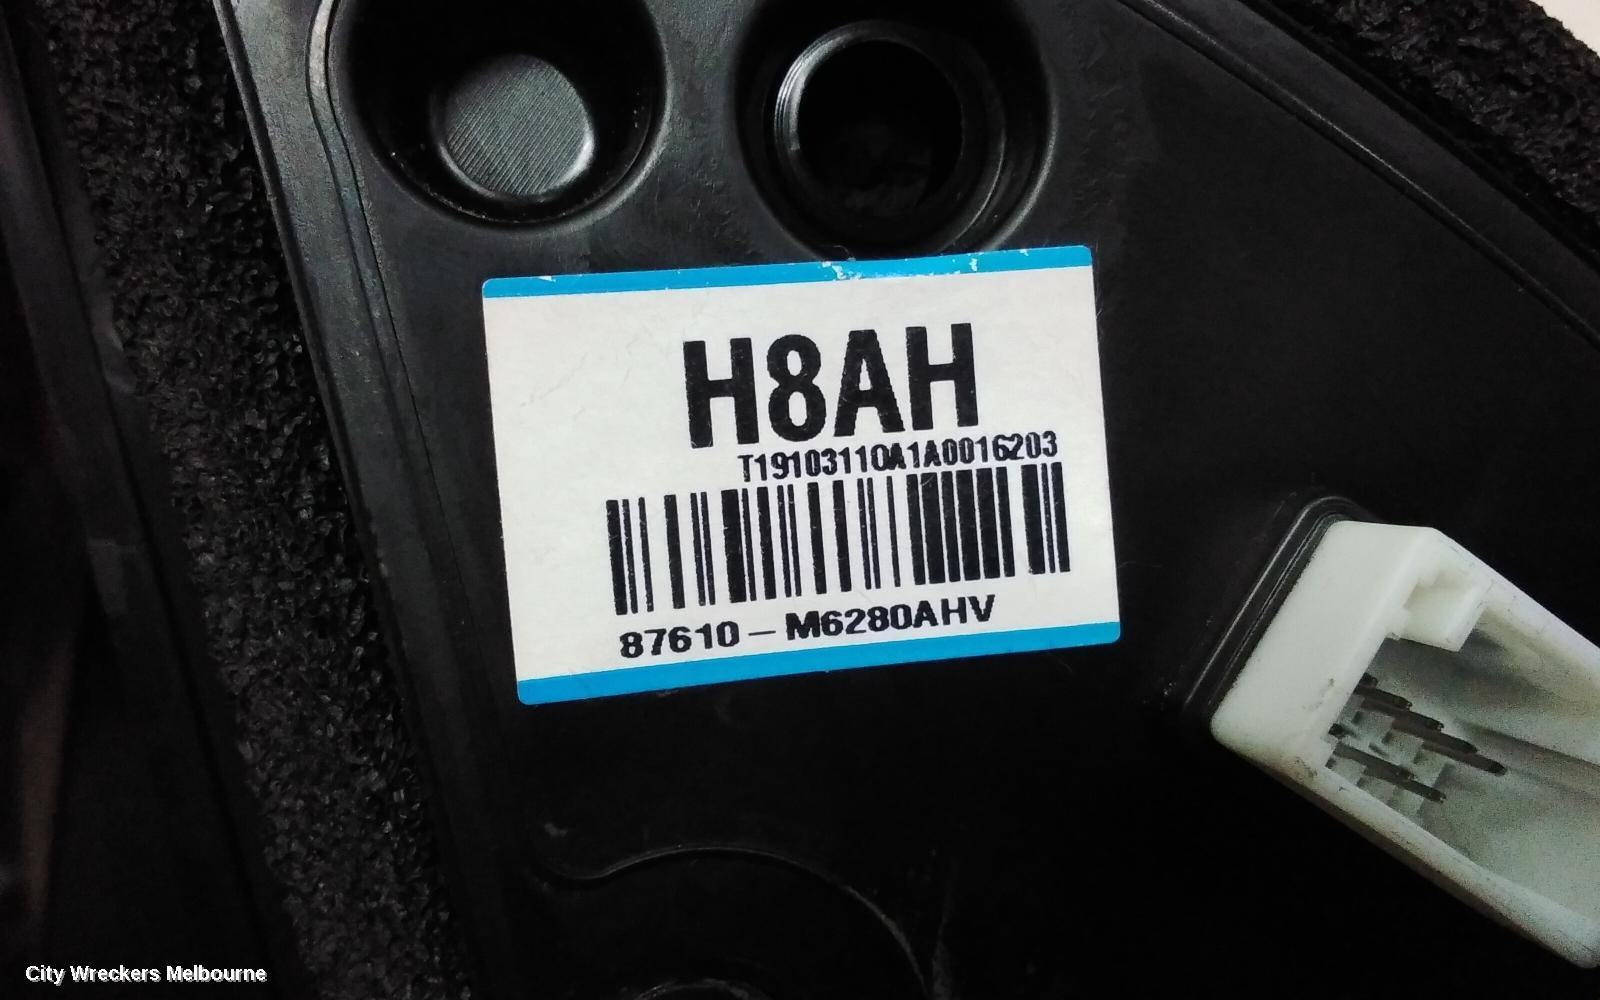 H8AH
T19103110A1A0016203
87610-M6280AHV
City Wreckers Melbourne